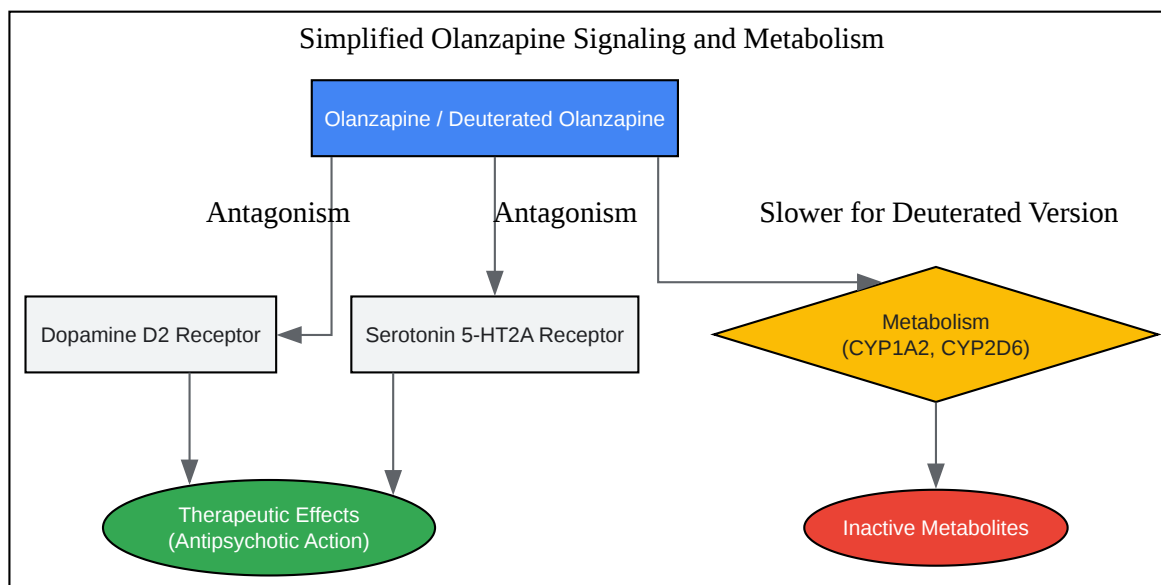 Simplified Olanzapine Signaling and Metabolism
Olanzapine / Deuterated Olanzapine
Antagonism
Antagonism
Slower for Deuterated Version
Dopamine D2 Receptor
Serotonin 5-HT2A Receptor
Metabolism
(CYP1A2, CYP2D6)
Therapeutic Effects
(Antipsychotic Action)
Inactive Metabolites